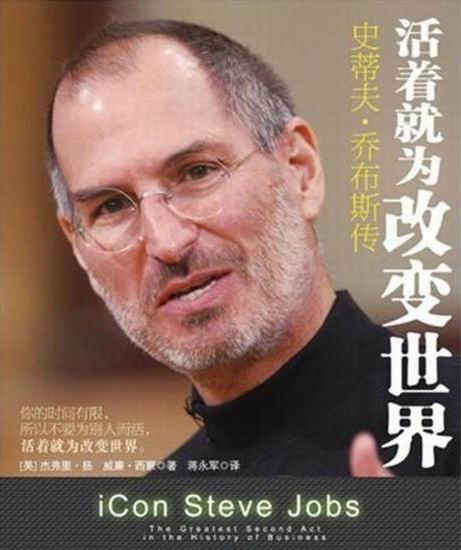 活着就为改变世界
史蒂夫·乔布斯传
你的时间有限，
所以不要为别人而活，
活着就为改变世界。
[美] 杰弗里·扬 威廉·西蒙◎著 蒋永军◎译
iCon Steve Jobs
The Greatest Second Act
in the History of Business